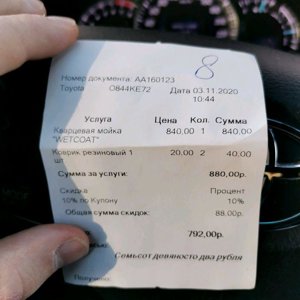 8
Номер документа: АА160123
Toyota О844КЕ72 Дата 03.11.2020
10:44
Услуга Цена Кол. Сумма
Кварцевая мойка 840,00 1 840,00
"WETCOAT"
Коврик резиновый 1 20,00 2 40,00
шт.
Сумма за услуги: 880,00р.
Скидка Процент
10% по Купону 10%
Общая сумма скидок: 88,00р.
792,00р.
Семьсот девяносто два рубля
Получено